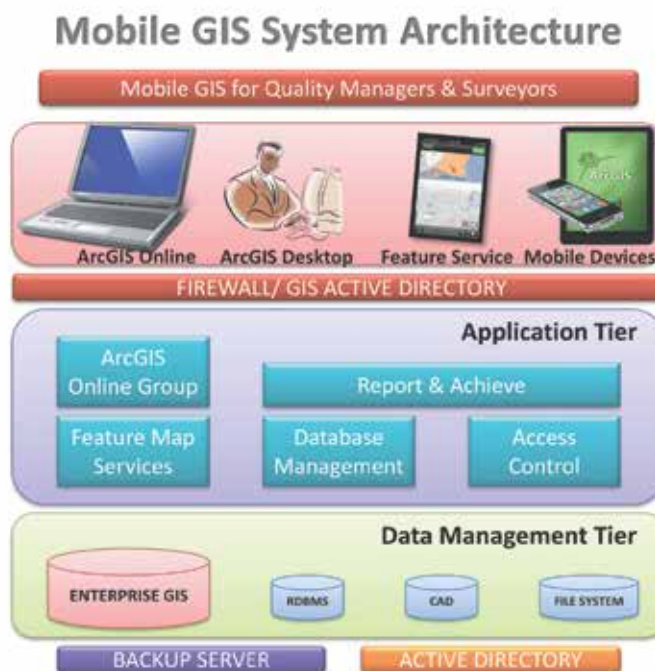 Mobile GIS System Architecture
Mobile GIS for Quality Managers & Surveyors
ArcGIS
ArcGIS Online
ArcGIS Desktop
Feature Service
Mobile Devices
FIREWALL/ GIS ACTIVE DIRECTORY
Application Tier
ArcGIS
Online Group
Report & Achieve
Feature Map
Services
Database
Management
Access
Control
Data Management Tier
ENTERPRISE GIS
RDBMS
CAD
FILE SYSTEM
BACKUP SERVER
ACTIVE DIRECTORY